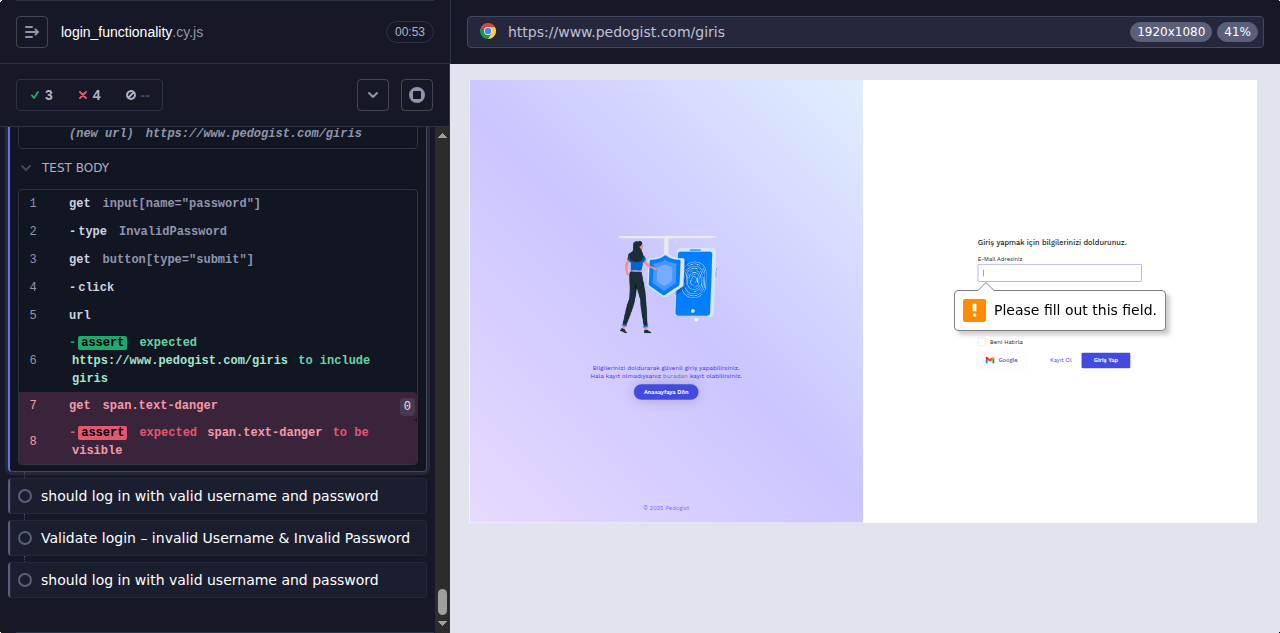 login_functionality.cy.js
00:53
3
4
--
(new url) https://www.pedogist.com/giris
TEST BODY
1 get input[name="password"]
2 -type InvalidPassword
3 get button[type="submit"]
4 -click
5 url
6 -assert expected https://www.pedogist.com/giris to include giris
7 get span.text-danger 0
8 -assert expected span.text-danger to be visible
should log in with valid username and password
Validate login – invalid Username & Invalid Password
should log in with valid username and password
https://www.pedogist.com/giris
1920x1080
41%
Bilgilerinizi doldurarak güvenli giriş yapabilirsiniz.
Hala kayıt olmadıysanız buradan kayıt olabilirsiniz.
Anasayfaya Dön
© 2025 Pedogist
Giriş yapmak için bilgilerinizi doldurunuz.
E-Mail Adresiniz
Please fill out this field.
Beni Hatırla
Google
Kayıt Ol
Giriş Yap